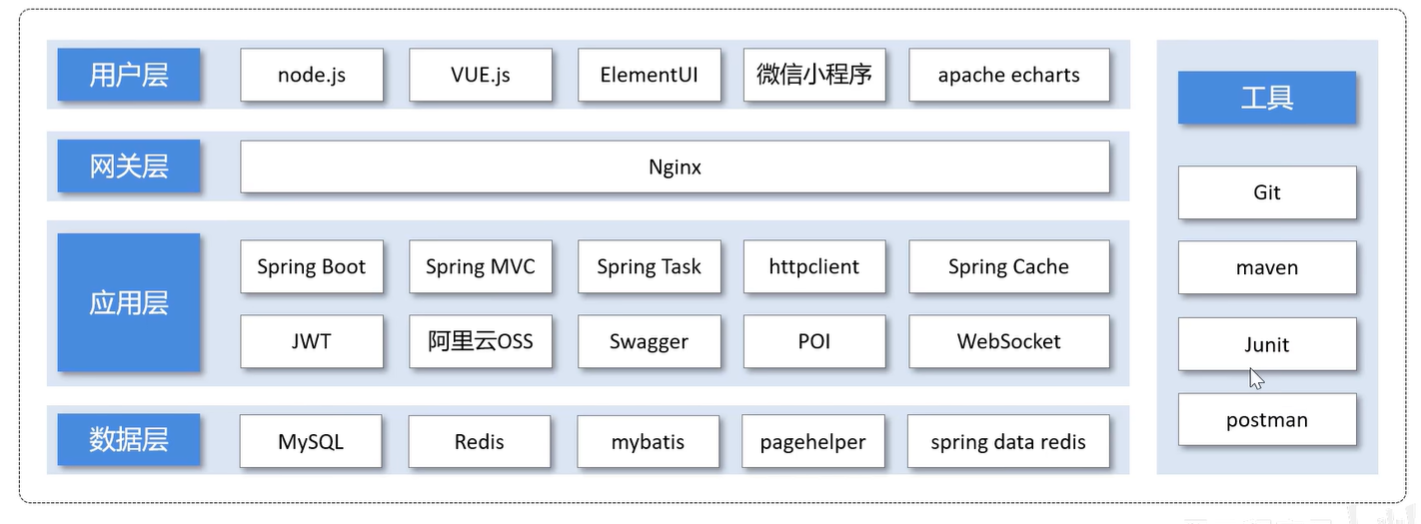 用户层
node.js
VUE.js
ElementUI
微信小程序
apache echarts
网关层
Nginx
应用层
Spring Boot
Spring MVC
Spring Task
httpclient
Spring Cache
JWT
阿里云OSS
Swagger
POI
WebSocket
数据层
MySQL
Redis
mybatis
pagehelper
spring data redis
工具
Git
maven
Junit
postman